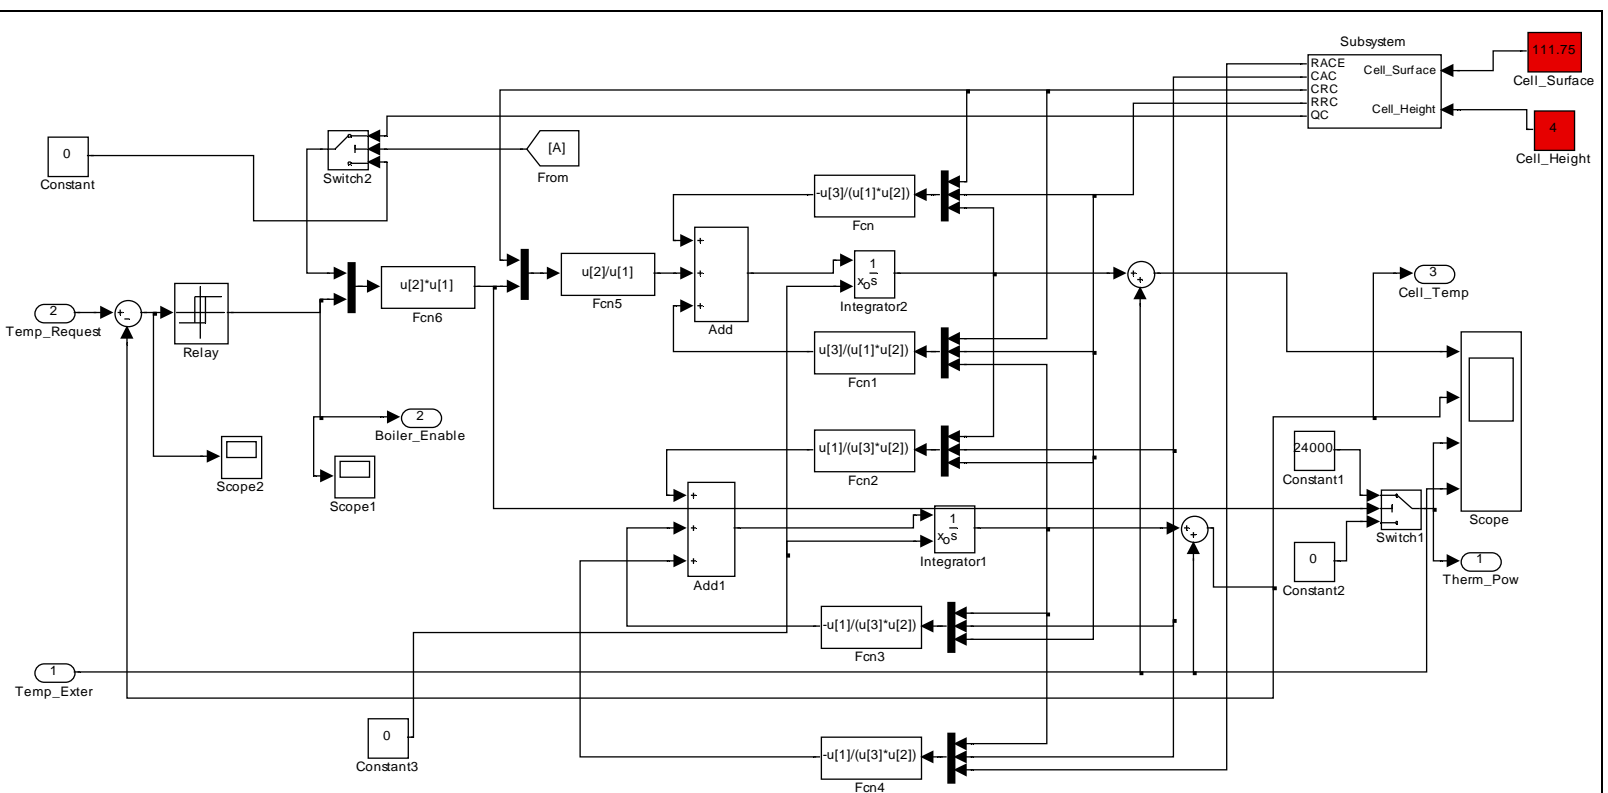 Subsystem
111.75
Cell_Surface
RACE
CAC
CRC
RRC
QC
Cell_Surface
Cell_Height
4
Cell_Height
0
Constant
Switch2
[A]
From
-u[3]/(u[1]*u[2])
Fcn
+
+
+
Add
u[2]*u[1]
Fcn6
u[2]/u[1]
Fcn5
1
s
xo
Integrator2
+
+
3
Cell_Temp
2
Temp_Request
+
-
Relay
u[3]/(u[1]*u[2])
Fcn1
2
Boiler_Enable
Scope2
Scope1
u[1]/(u[3]*u[2])
Fcn2
24000
Constant1
+
+
+
Add1
1
s
xo
Integrator1
+
+
Switch1
Scope
0
Constant2
1
Therm_Pow
-u[1]/(u[3]*u[2])
Fcn3
1
Temp_Exter
0
Constant3
-u[1]/(u[3]*u[2])
Fcn4